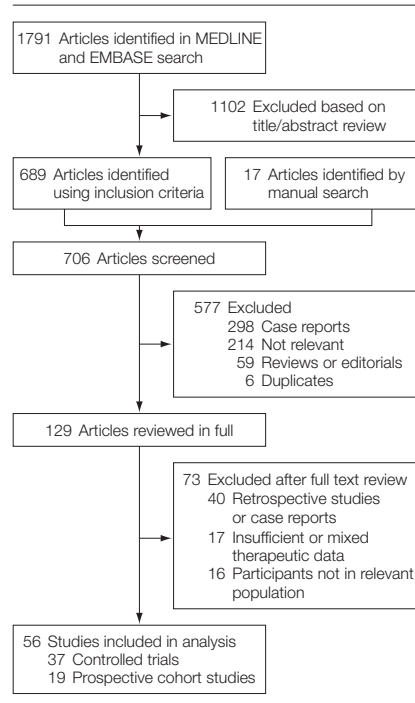 1791 Articles identified in MEDLINE
and EMBASE search
1102 Excluded based on
title/abstract review
689 Articles identified
using inclusion criteria
17 Articles identified by
manual search
706 Articles screened
577 Excluded
298 Case reports
214 Not relevant
59 Reviews or editorials
6 Duplicates
129 Articles reviewed in full
73 Excluded after full text review
40 Retrospective studies
or case reports
17 Insufficient or mixed
therapeutic data
16 Participants not in relevant
population
56 Studies included in analysis
37 Controlled trials
19 Prospective cohort studies